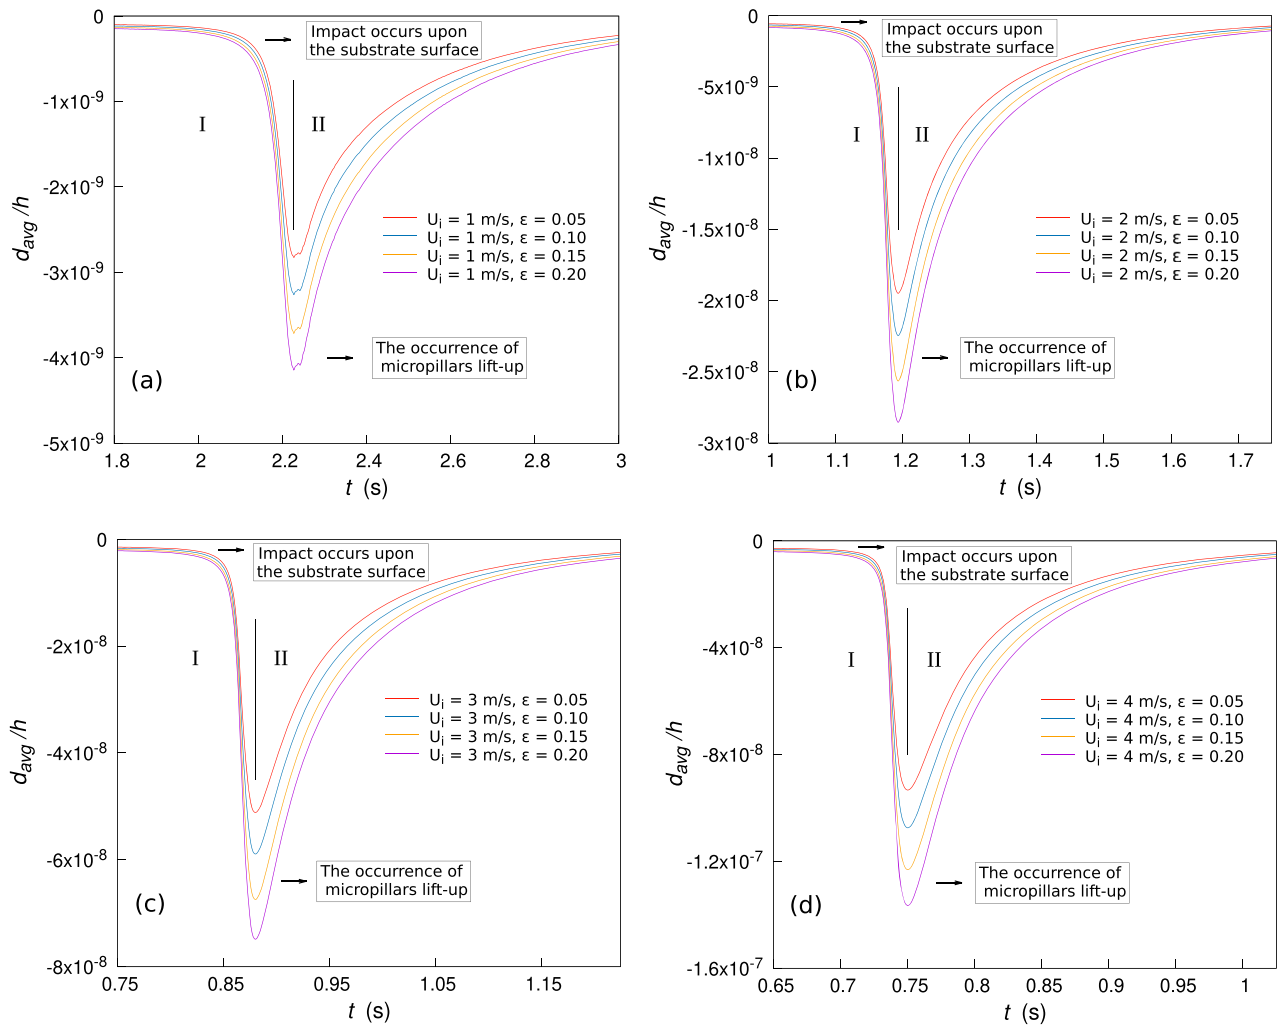 0
-1x10-9
-2x10-9
-3x10-9
-4x10-9
-5x10-9
davg/h
Impact occurs upon
the substrate surface
I
II
Ui = 1 m/s, ε = 0.05
Ui = 1 m/s, ε = 0.10
Ui = 1 m/s, ε = 0.15
Ui = 1 m/s, ε = 0.20
The occurrence of
micropillars lift-up
(a)
1.8 2 2.2 2.4 2.6 2.8 3
t (s)
0
-5x10-9
-1x10-8
-1.5x10-8
-2x10-8
-2.5x10-8
-3x10-8
davg/h
Impact occurs upon
the substrate surface
I
II
Ui = 2 m/s, ε = 0.05
Ui = 2 m/s, ε = 0.10
Ui = 2 m/s, ε = 0.15
Ui = 2 m/s, ε = 0.20
The occurrence of
micropillars lift-up
(b)
1 1.1 1.2 1.3 1.4 1.5 1.6 1.7
t (s)
0
-2x10-8
-4x10-8
-6x10-8
-8x10-8
davg/h
Impact occurs upon
the substrate surface
I
II
Ui = 3 m/s, ε = 0.05
Ui = 3 m/s, ε = 0.10
Ui = 3 m/s, ε = 0.15
Ui = 3 m/s, ε = 0.20
The occurrence of
micropillars lift-up
(c)
0.75 0.85 0.95 1.05 1.15
t (s)
0
-4x10-8
-8x10-8
-1.2x10-7
-1.6x10-7
davg/h
Impact occurs upon
the substrate surface
I
II
Ui = 4 m/s, ε = 0.05
Ui = 4 m/s, ε = 0.10
Ui = 4 m/s, ε = 0.15
Ui = 4 m/s, ε = 0.20
The occurrence of
micropillars lift-up
(d)
0.65 0.7 0.75 0.8 0.85 0.9 0.95 1
t (s)